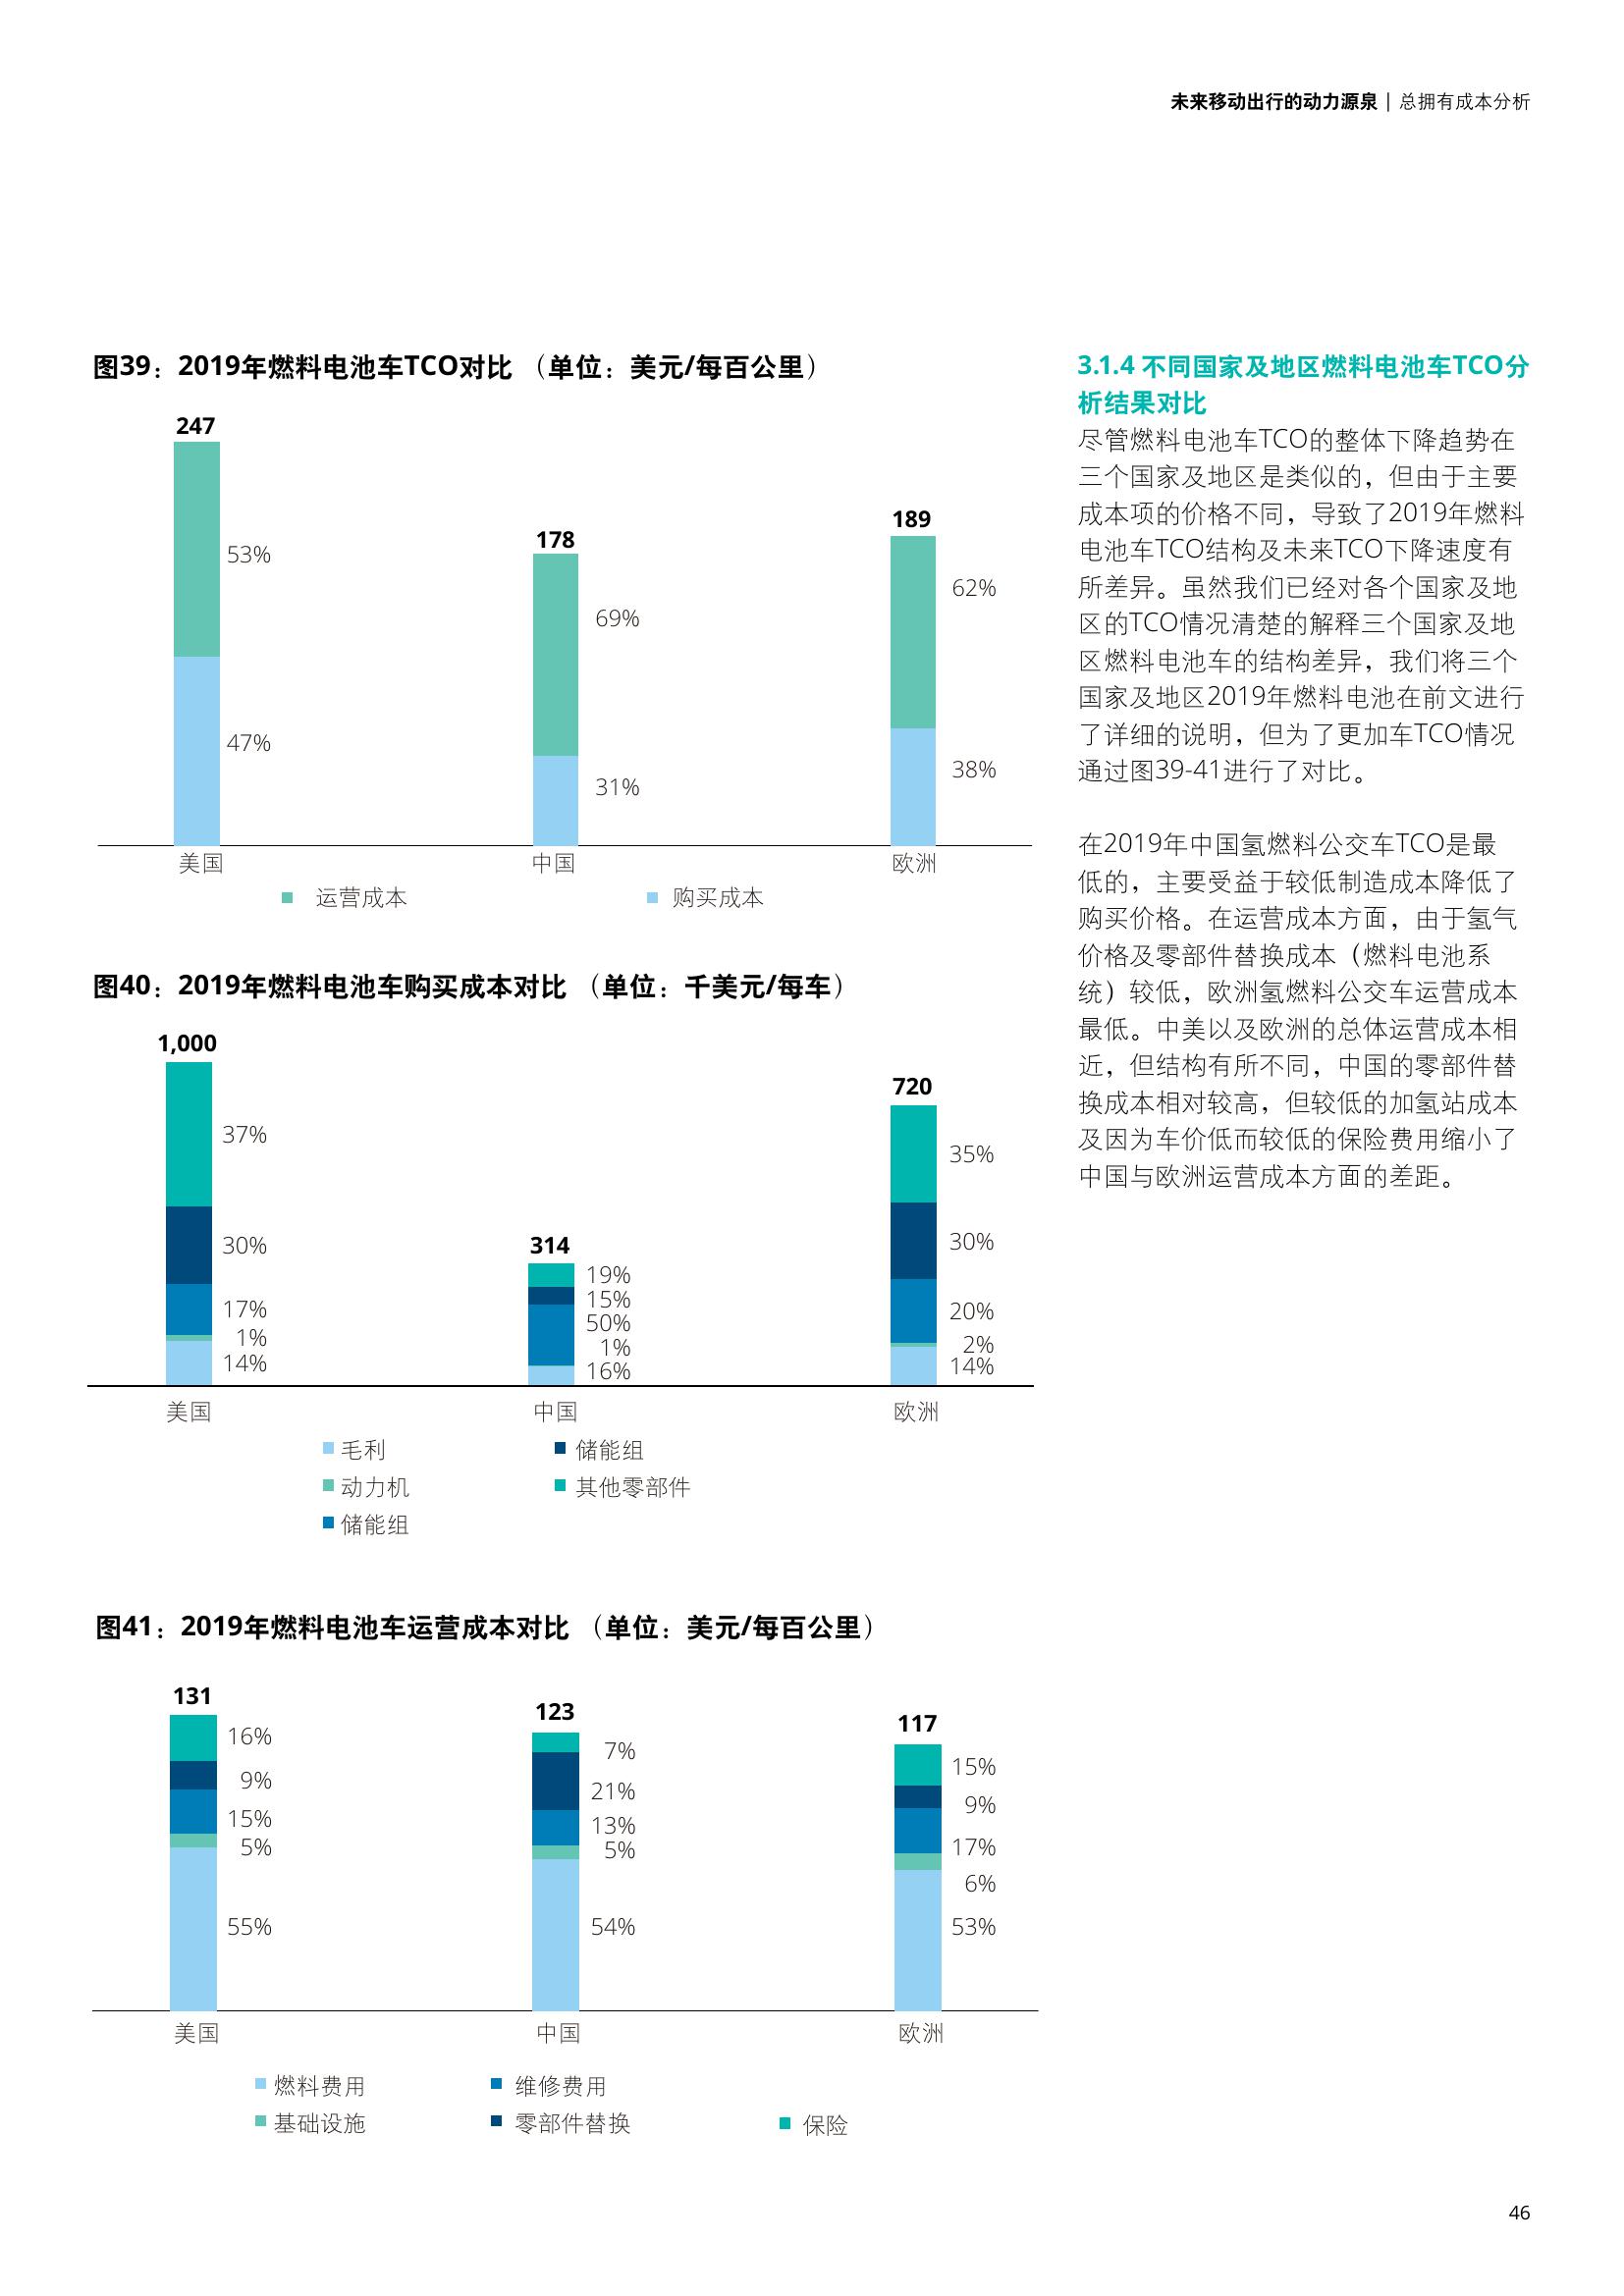 未来移动出行的动力源泉 | 总拥有成本分析
图39：2019年燃料电池车TCO对比 （单位：美元/每百公里）
247
53%
47%
178
69%
31%
189
62%
38%
美国
中国
欧洲
运营成本
购买成本
图40：2019年燃料电池车购买成本对比 （单位：千美元/每车）
1,000
37%
30%
17%
1%
14%
314
19%
15%
50%
1%
16%
720
35%
30%
20%
2%
14%
美国
中国
欧洲
毛利
储能组
动力机
其他零部件
储能组
图41：2019年燃料电池车运营成本对比 （单位：美元/每百公里）
131
16%
9%
15%
5%
55%
123
7%
21%
13%
5%
54%
117
15%
9%
17%
6%
53%
美国
中国
欧洲
燃料费用
维修费用
基础设施
零部件替换
保险
3.1.4 不同国家及地区燃料电池车TCO分
析结果对比
尽管燃料电池车TCO的整体下降趋势在
三个国家及地区是类似的，但由于主要
成本项的价格不同，导致了2019年燃料
电池车TCO结构及未来TCO下降速度有
所差异。虽然我们已经对各个国家及地
区的TCO情况清楚的解释三个国家及地
区燃料电池车的结构差异，我们将三个
国家及地区2019年燃料电池在前文进行
了详细的说明，但为了更加车TCO情况
通过图39-41进行了对比。
在2019年中国氢燃料公交车TCO是最
低的，主要受益于较低制造成本降低了
购买价格。在运营成本方面，由于氢气
价格及零部件替换成本（燃料电池系
统）较低，欧洲氢燃料公交车运营成本
最低。中美以及欧洲的总体运营成本相
近，但结构有所不同，中国的零部件替
换成本相对较高，但较低的加氢站成本
及因为车价低而较低的保险费用缩小了
中国与欧洲运营成本方面的差距。
46